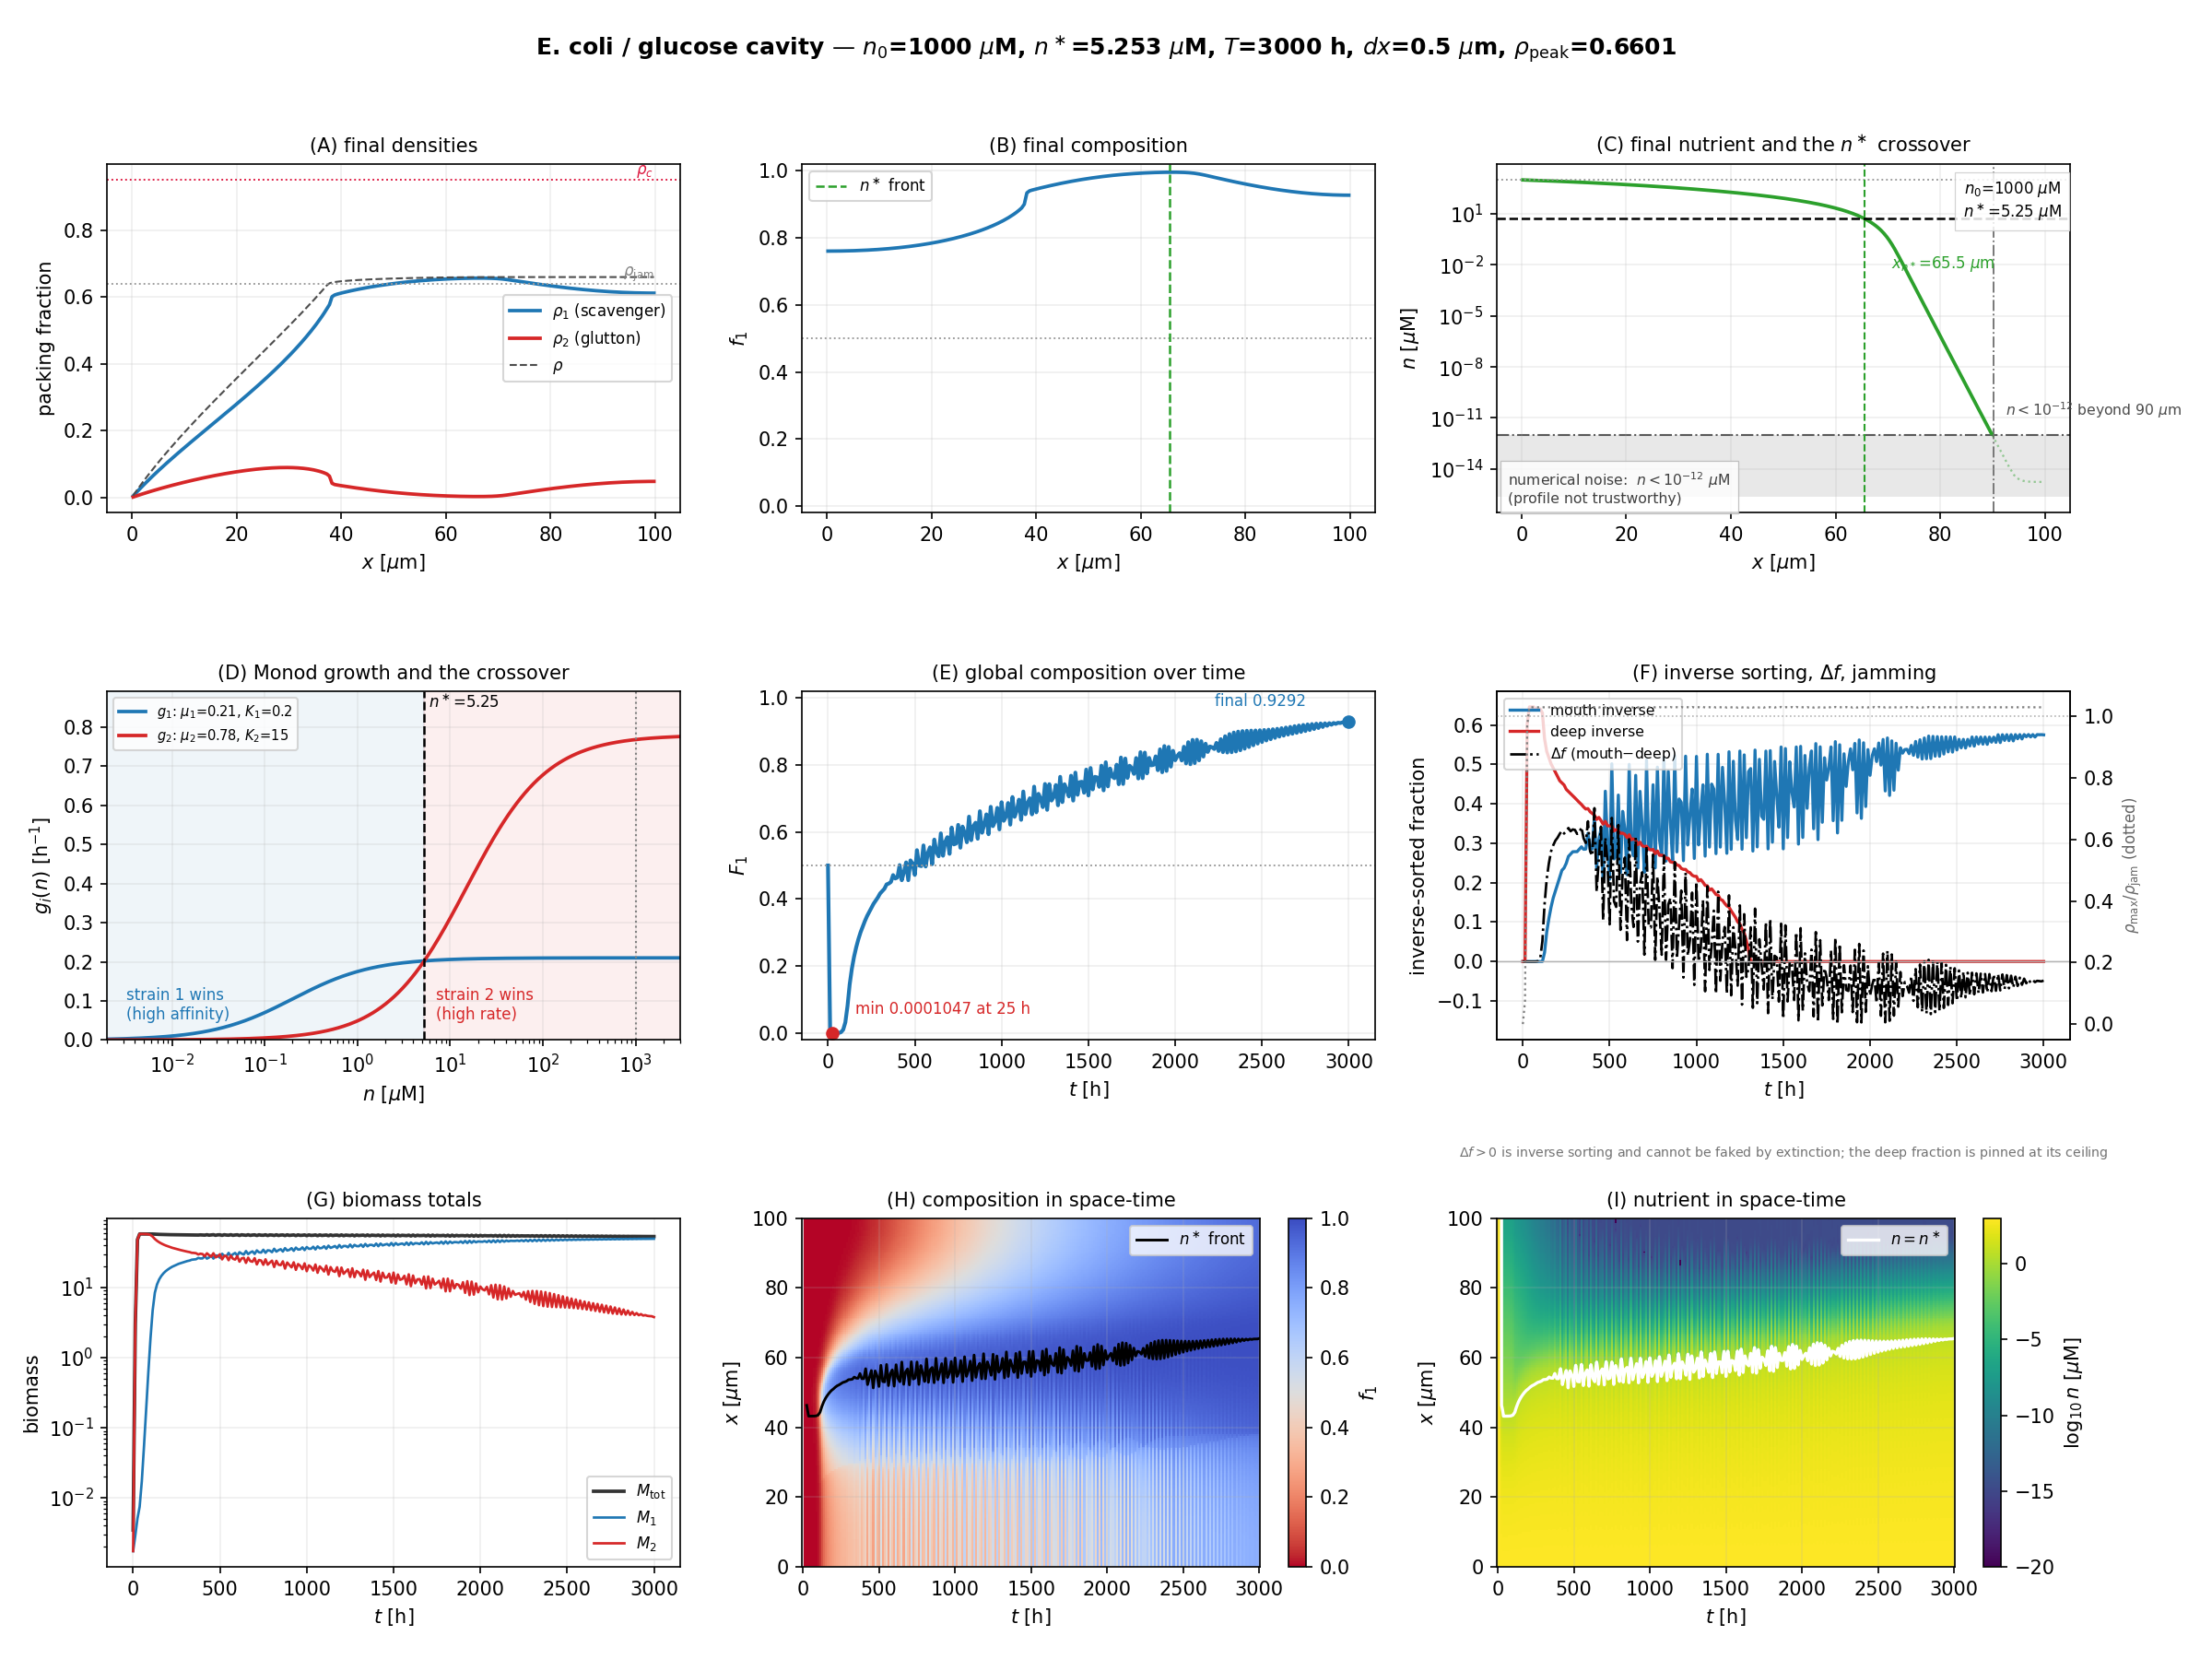 E. coli / glucose cavity — n₀=1000 μM, n*=5.253 μM, T=3000 h, dx=0.5 μm, ρpeak=0.6601
(A) final densities
ρc
ρjam
0.8
0.6
0.4
0.2
0.0
packing fraction
ρ₁ (scavenger)
ρ₂ (glutton)
ρ
0 20 40 60 80 100
x [μm]
(B) final composition
n* front
1.0
0.8
0.6
0.4
0.2
0.0
f₁
0 20 40 60 80 100
x [μm]
(C) final nutrient and the n* crossover
n₀=1000 μM
n*=5.25 μM
xn*=65.5 μm
n<10⁻¹² beyond 90 μm
numerical noise: n<10⁻¹² μM
(profile not trustworthy)
10¹
10⁻²
10⁻⁵
10⁻⁸
10⁻¹¹
10⁻¹⁴
n [μM]
0 20 40 60 80 100
x [μm]
(D) Monod growth and the crossover
g₁: μ₁=0.21, K₁=0.2
g₂: μ₂=0.78, K₂=15
n*=5.25
strain 1 wins
(high affinity)
strain 2 wins
(high rate)
0.8
0.7
0.6
0.5
0.4
0.3
0.2
0.1
0.0
gᵢ(n) [h⁻¹]
10⁻² 10⁻¹ 10⁰ 10¹ 10² 10³
n [μM]
(E) global composition over time
final 0.9292
min 0.0001047 at 25 h
1.0
0.8
0.6
0.4
0.2
0.0
F₁
0 500 1000 1500 2000 2500 3000
t [h]
(F) inverse sorting, Δf, jamming
mouth inverse
deep inverse
Δf (mouth−deep)
0.6
0.5
0.4
0.3
0.2
0.1
0.0
−0.1
inverse-sorted fraction
1.0
0.8
0.6
0.4
0.2
0.0
ρmax/ρjam (dotted)
0 500 1000 1500 2000 2500 3000
t [h]
Δf>0 is inverse sorting and cannot be faked by extinction; the deep fraction is pinned at its ceiling
(G) biomass totals
10¹
10⁰
10⁻¹
10⁻²
biomass
Mtot
M₁
M₂
0 500 1000 1500 2000 2500 3000
t [h]
(H) composition in space-time
n* front
100
80
60
40
20
0
x [μm]
0 500 1000 1500 2000 2500 3000
t [h]
1.0
0.8
0.6
0.4
0.2
0.0
f₁
(I) nutrient in space-time
n=n*
100
80
60
40
20
0
x [μm]
0 500 1000 1500 2000 2500 3000
t [h]
0
−5
−10
−15
−20
log₁₀ n [μM]